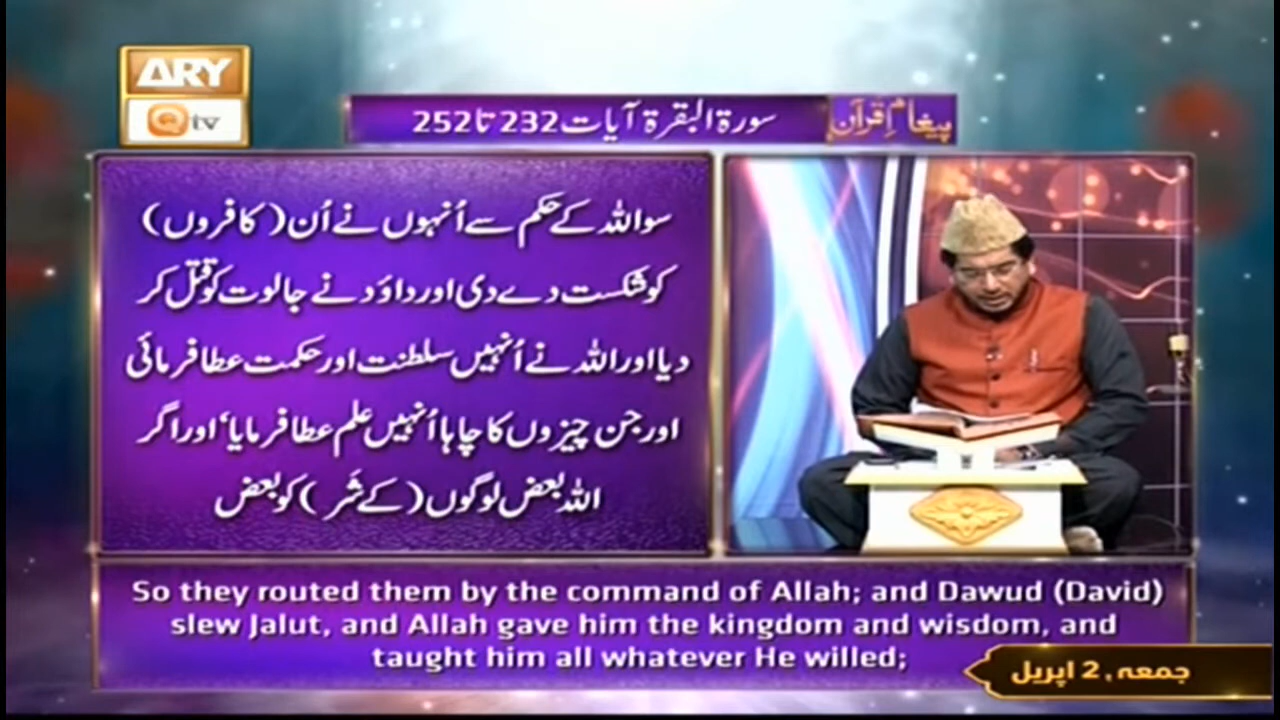 ARY
Qtv
پیغامِ قرآن
سورۃ البقرۃ آیات 232 تا 252
سو اللہ کے حکم سے اُنہوں نے اُن (کافروں)
کو شکست دے دی اور داؤد نے جالوت کو قتل کر
دیا اور اللہ نے اُنہیں سلطنت اور حکمت عطا فرمائی
اور جن چیزوں کا چاہا اُنہیں علم عطا فرمایا‘ اور اگر
اللہ بعض لوگوں (کے شر) کو بعض
So they routed them by the command of Allah; and Dawud (David)
slew Jalut, and Allah gave him the kingdom and wisdom, and
taught him all whatever He willed;
جمعہ، 2 اپریل